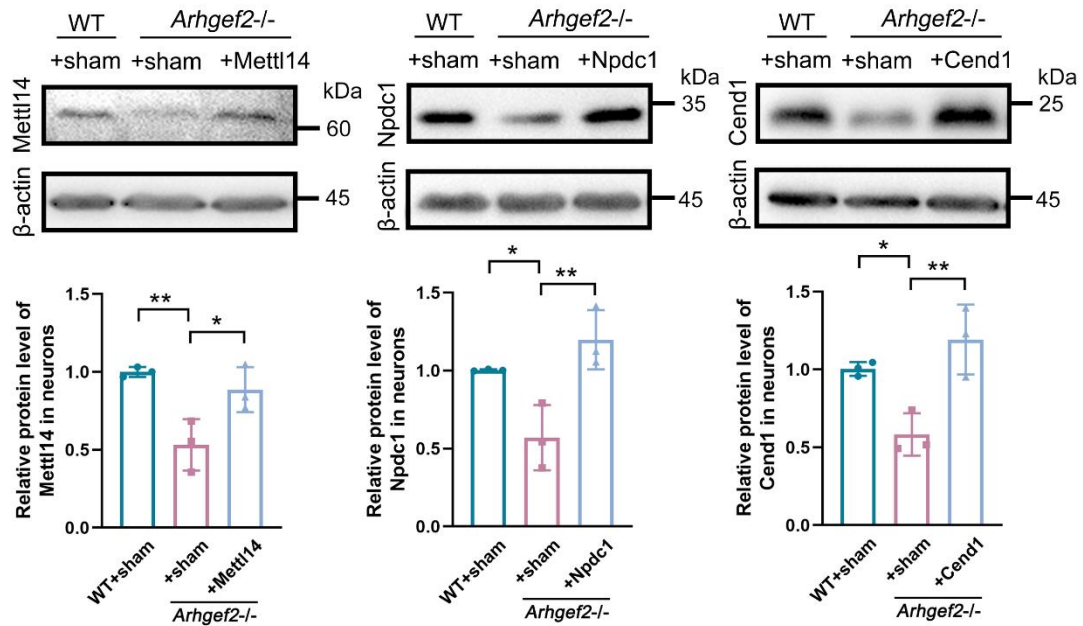 WT Arhgef2-/-
+sham +sham +Mettl14
kDa
Mettl14
60
β-actin
45
Relative protein level of
Mettl14 in neurons
1.5
1.0
0.5
0.0
** *
WT+sham +sham +Mettl14
Arhgef2-/-
WT Arhgef2-/-
+sham +sham +Npdc1
kDa
Npdc1
35
β-actin
45
Relative protein level of
Npdc1 in neurons
1.5
1.0
0.5
0.0
* **
WT+sham +sham +Npdc1
Arhgef2-/-
WT Arhgef2-/-
+sham +sham +Cend1
kDa
Cend1
25
β-actin
45
Relative protein level of
Cend1 in neurons
1.5
1.0
0.5
0.0
* **
WT+sham +sham +Cend1
Arhgef2-/-